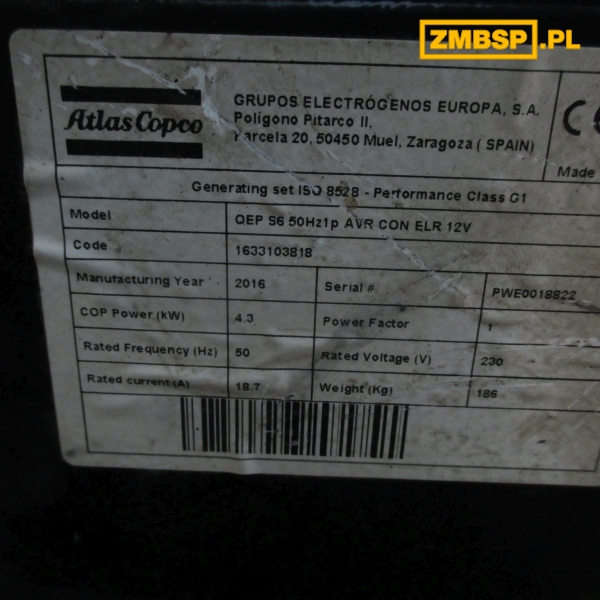 ZMBSP.PL
Atlas Copco
GRUPOS ELECTRÓGENOS EUROPA, S.A.
Polígono Pitarco II,
Parcela 20, 50450 Muel, Zaragoza ( SPAIN)
CE
Made
Generating set ISO 8528 - Performance Class G1
Model QEP S6 50Hz1p AVR CON ELR 12V
Code 1633103818
Manufacturing Year 2016 Serial # PWE0018822
COP Power (kW) 4.3 Power Factor 1
Rated Frequency (Hz) 50 Rated Voltage (V) 230
Rated current (A) 18.7 Weight (Kg) 186